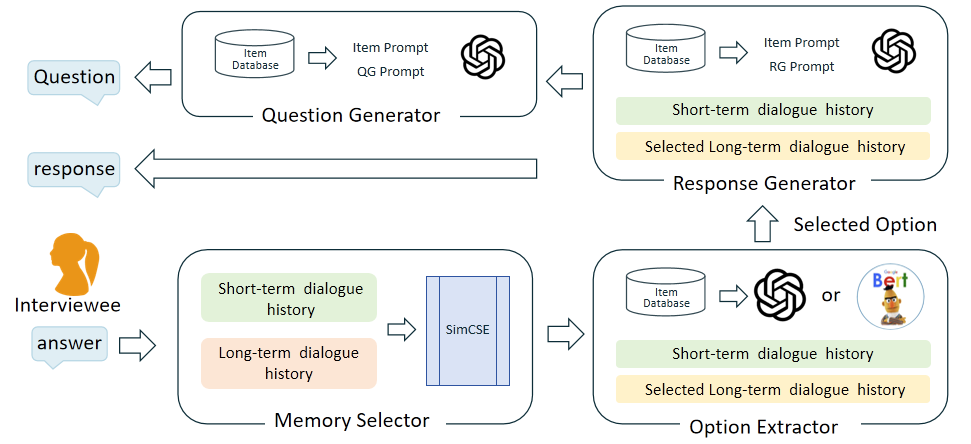 Question
Item
Database
Item Prompt
QG Prompt
Question Generator
Item
Database
Item Prompt
RG Prompt
Short-term dialogue history
Selected Long-term dialogue history
Response Generator
response
Selected Option
Interviewee
answer
Short-term dialogue
history
Long-term dialogue
history
SimCSE
Memory Selector
Item
Database
or
Google
Bert
Short-term dialogue history
Selected Long-term dialogue history
Option Extractor